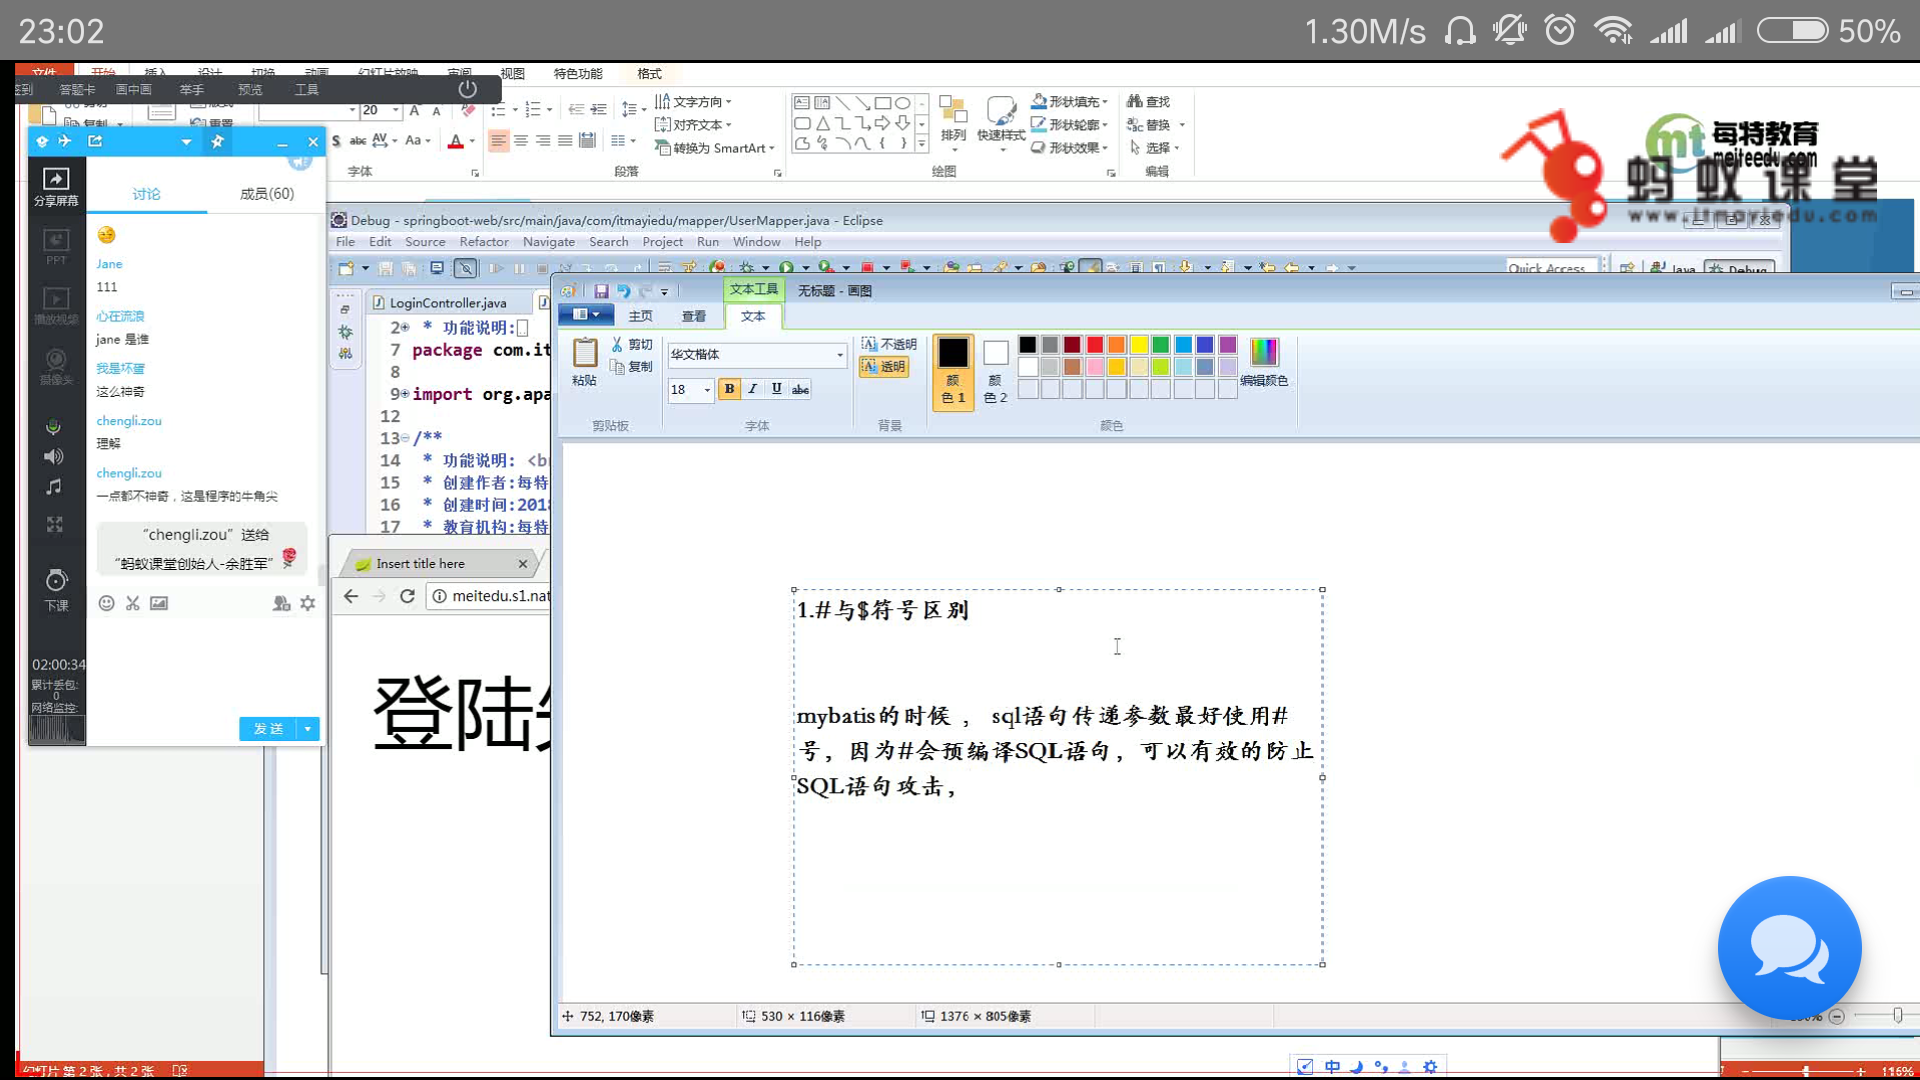 23:02
1.30M/s
50%
文件 开始 插入 设计 切换 动画 幻灯片放映 审阅 视图 特色功能 格式
签到 答题卡 画中画 举手 预览 工具
20
文字方向
对齐文本
转换为 SmartArt
Aa
字体
段落
排列
快速样式
形状填充
形状轮廓
形状效果
绘图
查找
替换
选择
编辑
每特教育
meiteedu.com
蚂蚁课堂
www.itmayiedu.com
分享屏幕
PPT
播放视频
摄像头
下课
02:00:34
累计丢包:
0
网络监控:
讨论
成员(60)
Jane
111
心在流浪
jane 是谁
我是坏蛋
这么神奇
chengli.zou
理解
chengli.zou
一点都不神奇，这是程序的牛角尖
“chengli.zou” 送给
“蚂蚁课堂创始人-余胜军”
发 送
Debug - springboot-web/src/main/java/com/itmayiedu/mapper/UserMapper.java - Eclipse
File Edit Source Refactor Navigate Search Project Run Window Help
Quick Access
Java
Debug
LoginController.java
2 * 功能说明:
7 package com.it
8
9 import org.apa
12
13 /**
14 * 功能说明: <b
15 * 创建作者:每特
16 * 创建时间:201
17 * 教育机构:每特
Insert title here
meitedu.s1.nat
登陆
文本工具
无标题 - 画图
主页 查看 文本
粘贴
剪切
复制
剪贴板
华文楷体
18 B I U abc
字体
不透明
透明
背景
颜
色 1
颜
色 2
编辑颜色
颜色
1.#与$符号区别
mybatis的时候 ， sql语句传递参数最好使用#
号，因为#会预编译SQL语句，可以有效的防止
SQL语句攻击，
752, 170像素
530 × 116像素
1376 × 805像素
中
幻灯片 第 2 张，共 2 张
116%